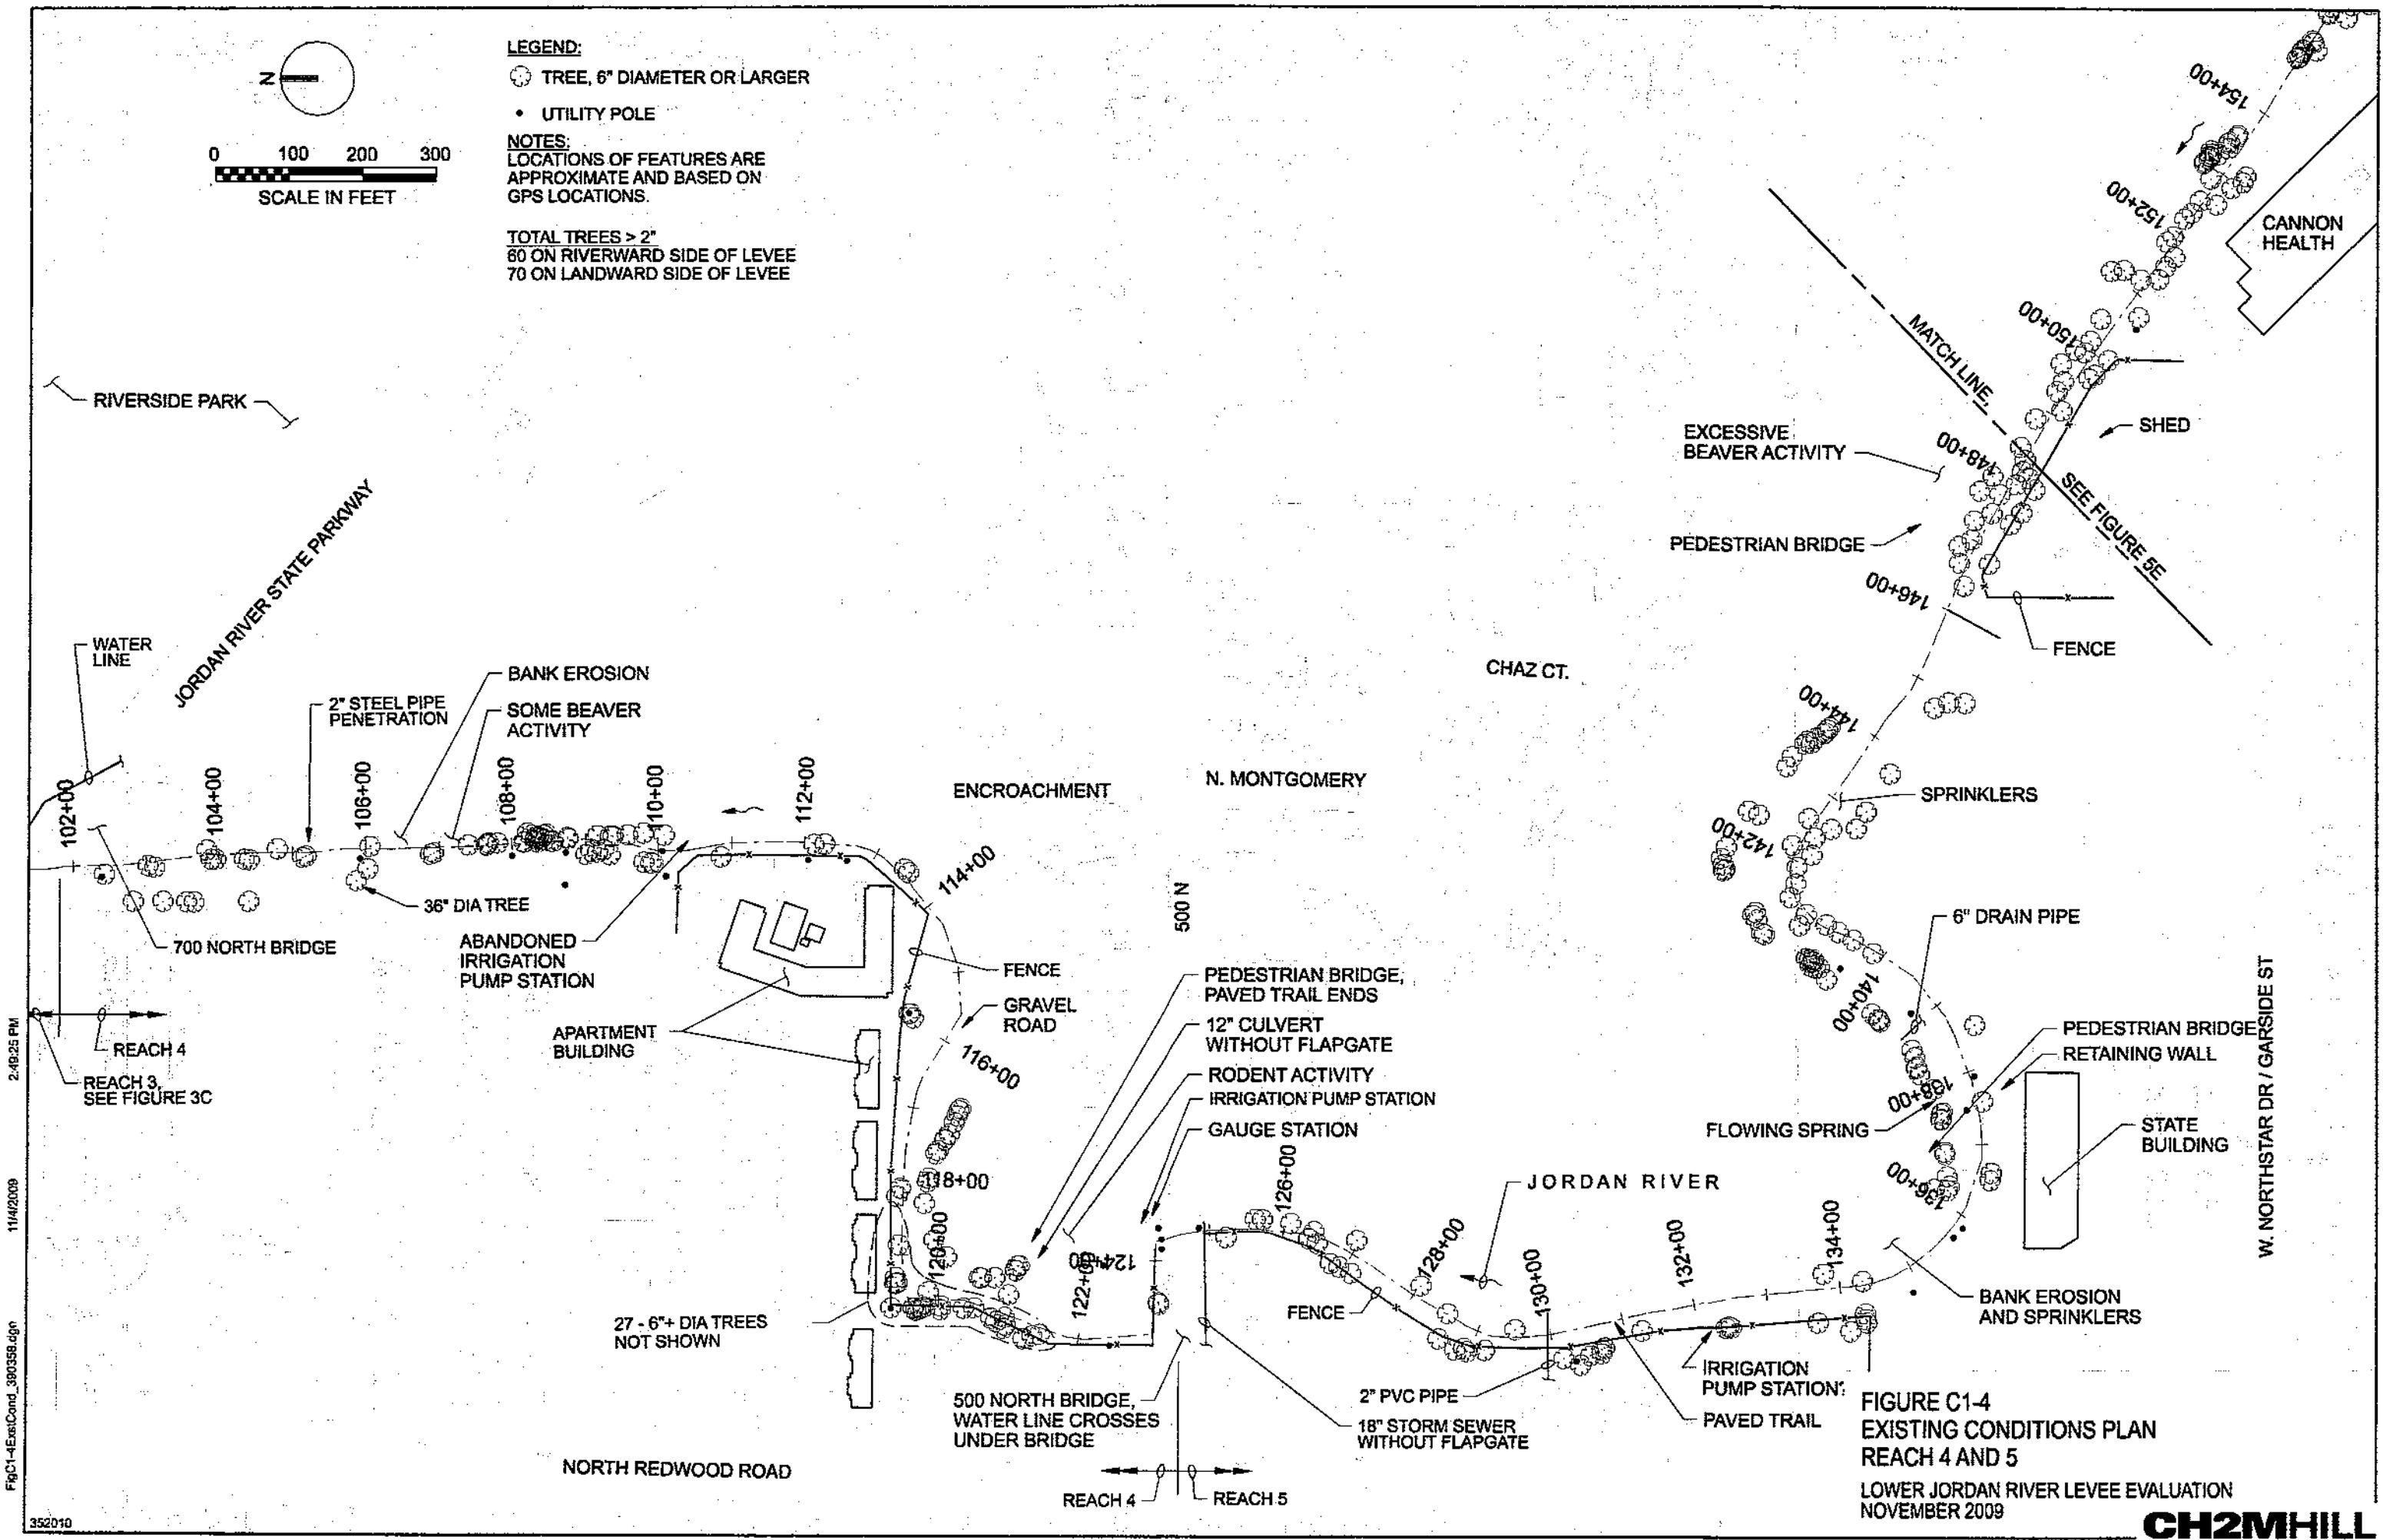 LEGEND:
TREE, 6" DIAMETER OR LARGER
UTILITY POLE
NOTES:
LOCATIONS OF FEATURES ARE
APPROXIMATE AND BASED ON
GPS LOCATIONS.
TOTAL TREES > 2"
60 ON RIVERWARD SIDE OF LEVEE
70 ON LANDWARD SIDE OF LEVEE
N
0 100 200 300
SCALE IN FEET
154+00
152+00
CANNON
HEALTH
150+00
MATCH LINE,
SEE FIGURE 5E
SHED
EXCESSIVE
BEAVER ACTIVITY
148+00
PEDESTRIAN BRIDGE
146+00
FENCE
RIVERSIDE PARK
JORDAN RIVER STATE PARKWAY
WATER
LINE
2" STEEL PIPE
PENETRATION
BANK EROSION
SOME BEAVER
ACTIVITY
CHAZ CT.
144+00
102+00
104+00
106+00
108+00
110+00
112+00
ENCROACHMENT
N. MONTGOMERY
SPRINKLERS
142+00
114+00
36" DIA TREE
700 NORTH BRIDGE
ABANDONED
IRRIGATION
PUMP STATION
500 N
6" DRAIN PIPE
FENCE
GRAVEL
ROAD
PEDESTRIAN BRIDGE,
PAVED TRAIL ENDS
140+00
APARTMENT
BUILDING
12" CULVERT
WITHOUT FLAPGATE
PEDESTRIAN BRIDGE
RETAINING WALL
REACH 4
REACH 3,
SEE FIGURE 3C
116+00
RODENT ACTIVITY
IRRIGATION PUMP STATION
GAUGE STATION
138+00
FLOWING SPRING
STATE
BUILDING
W. NORTHSTAR DR / GARSIDE ST
118+00
126+00
JORDAN RIVER
136+00
120+00
124+00
122+00
128+00
130+00
132+00
134+00
27 - 6"+ DIA TREES
NOT SHOWN
FENCE
BANK EROSION
AND SPRINKLERS
500 NORTH BRIDGE,
WATER LINE CROSSES
UNDER BRIDGE
2" PVC PIPE
18" STORM SEWER
WITHOUT FLAPGATE
IRRIGATION
PUMP STATION
PAVED TRAIL
NORTH REDWOOD ROAD
REACH 4
REACH 5
FIGURE C1-4
EXISTING CONDITIONS PLAN
REACH 4 AND 5
LOWER JORDAN RIVER LEVEE EVALUATION
NOVEMBER 2009
CH2MHILL
352010
FigC1-4ExstCond_390358.dgn 11/4/2009 2:49:25 PM